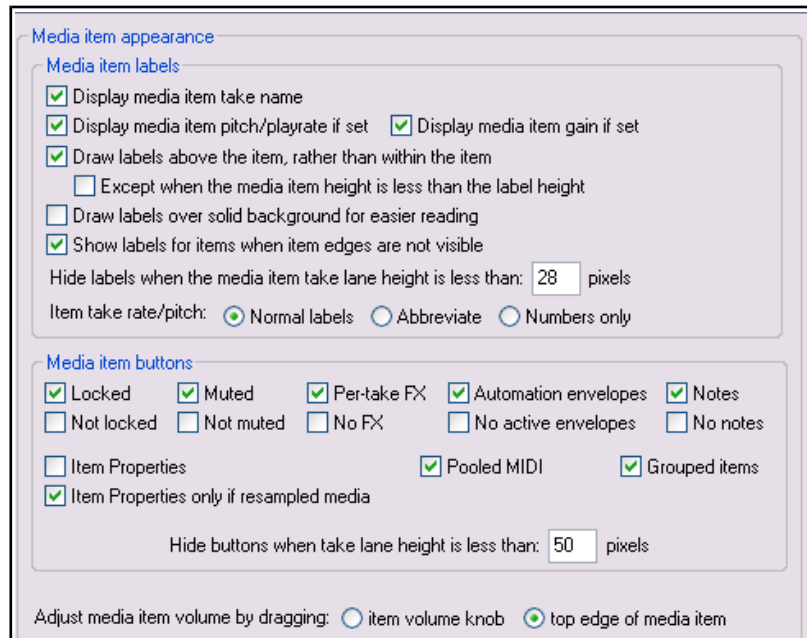 Media item appearance
Media item labels
Display media item take name
Display media item pitch/playrate if set Display media item gain if set
Draw labels above the item, rather than within the item
Except when the media item height is less than the label height
Draw labels over solid background for easier reading
Show labels for items when item edges are not visible
Hide labels when the media item take lane height is less than: 28 pixels
Item take rate/pitch: Normal labels Abbreviate Numbers only
Media item buttons
Locked Muted Per-take FX Automation envelopes Notes
Not locked Not muted No FX No active envelopes No notes
Item Properties Pooled MIDI Grouped items
Item Properties only if resampled media
Hide buttons when take lane height is less than: 50 pixels
Adjust media item volume by dragging: item volume knob top edge of media item